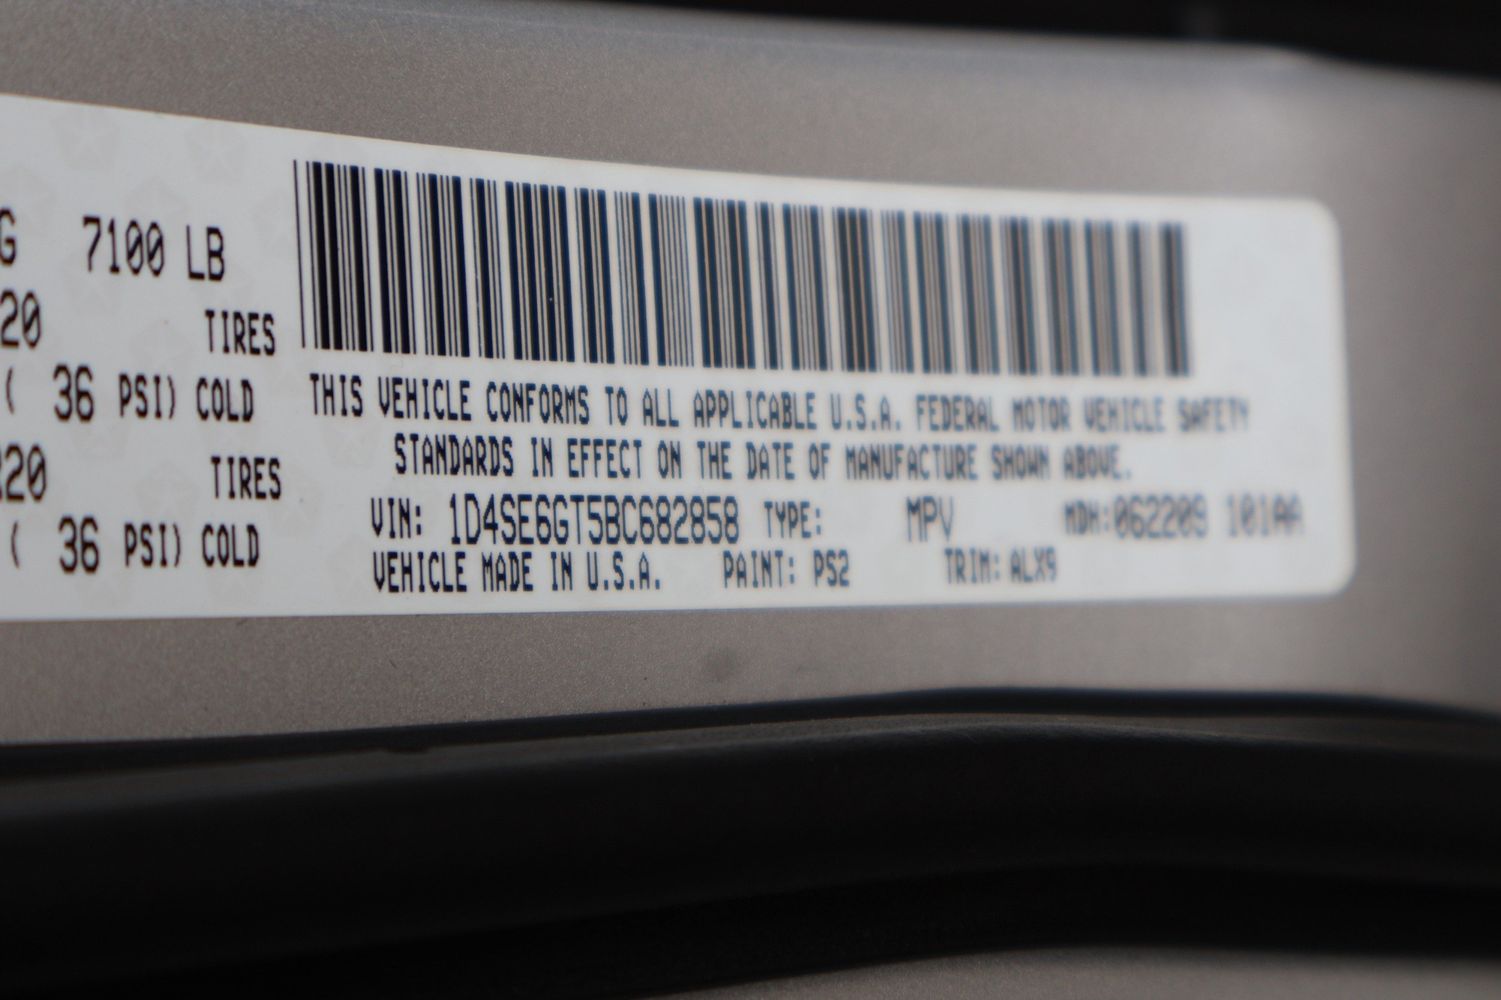 G 7100 LB
20 TIRES
( 36 PSI) COLD
R20 TIRES
( 36 PSI) COLD
THIS VEHICLE CONFORMS TO ALL APPLICABLE U.S.A. FEDERAL MOTOR VEHICLE SAFETY
STANDARDS IN EFFECT ON THE DATE OF MANUFACTURE SHOWN ABOVE.
VIN: 1D4SE6GT5BC682858 TYPE: MPV MDH:062209 101AA
VEHICLE MADE IN U.S.A. PAINT: PS2 TRIM: ALX9